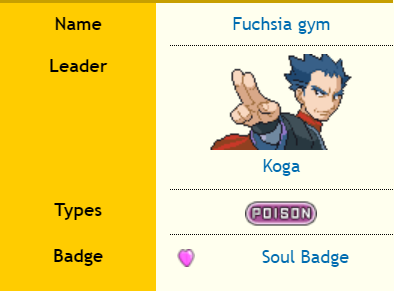 Name Fuchsia gym
Leader
Koga
Types POISON
Badge Soul Badge